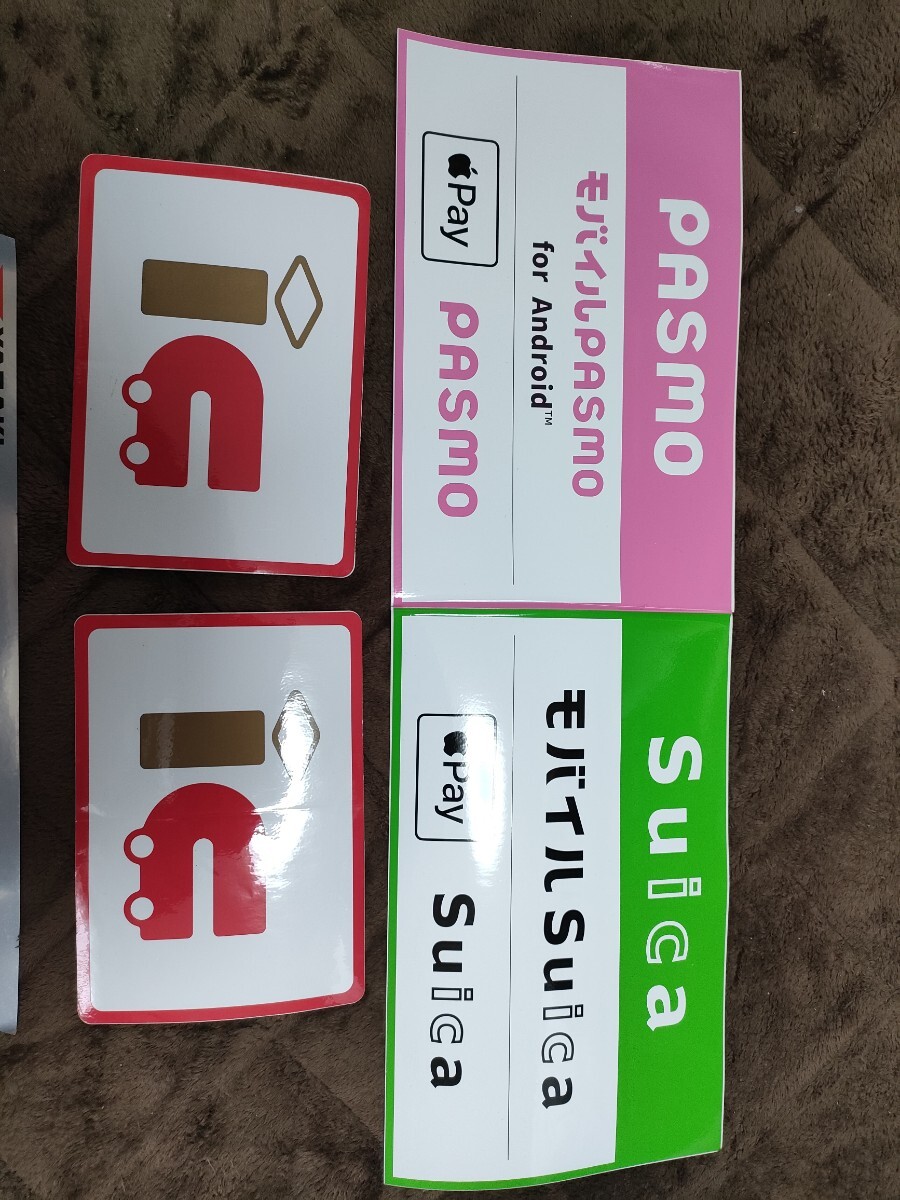 PASMO
モバイルPASMO
for Android™
Pay PASMO
Suica
モバイルSuica
Pay Suica